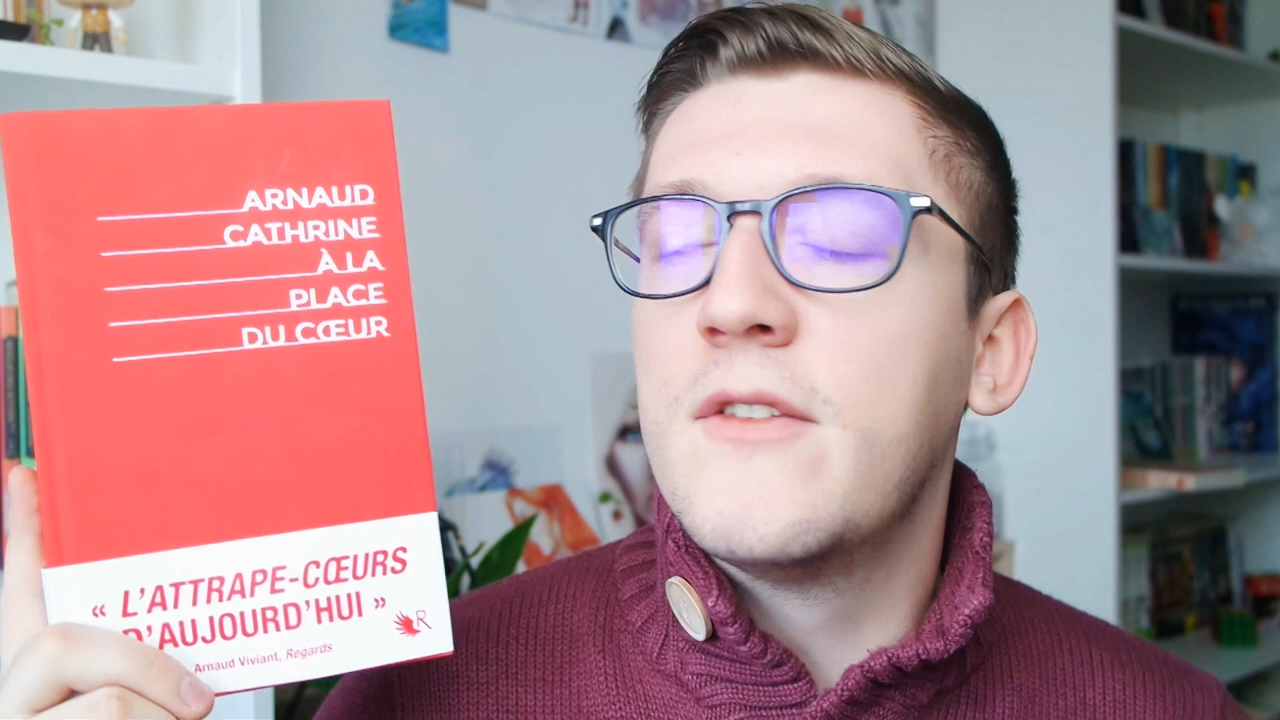 ARNAUD
CATHRINE
À LA
PLACE
DU CŒUR
« L'ATTRAPE-CŒURS
D'AUJOURD'HUI »
Arnaud Viviant, Regards
R